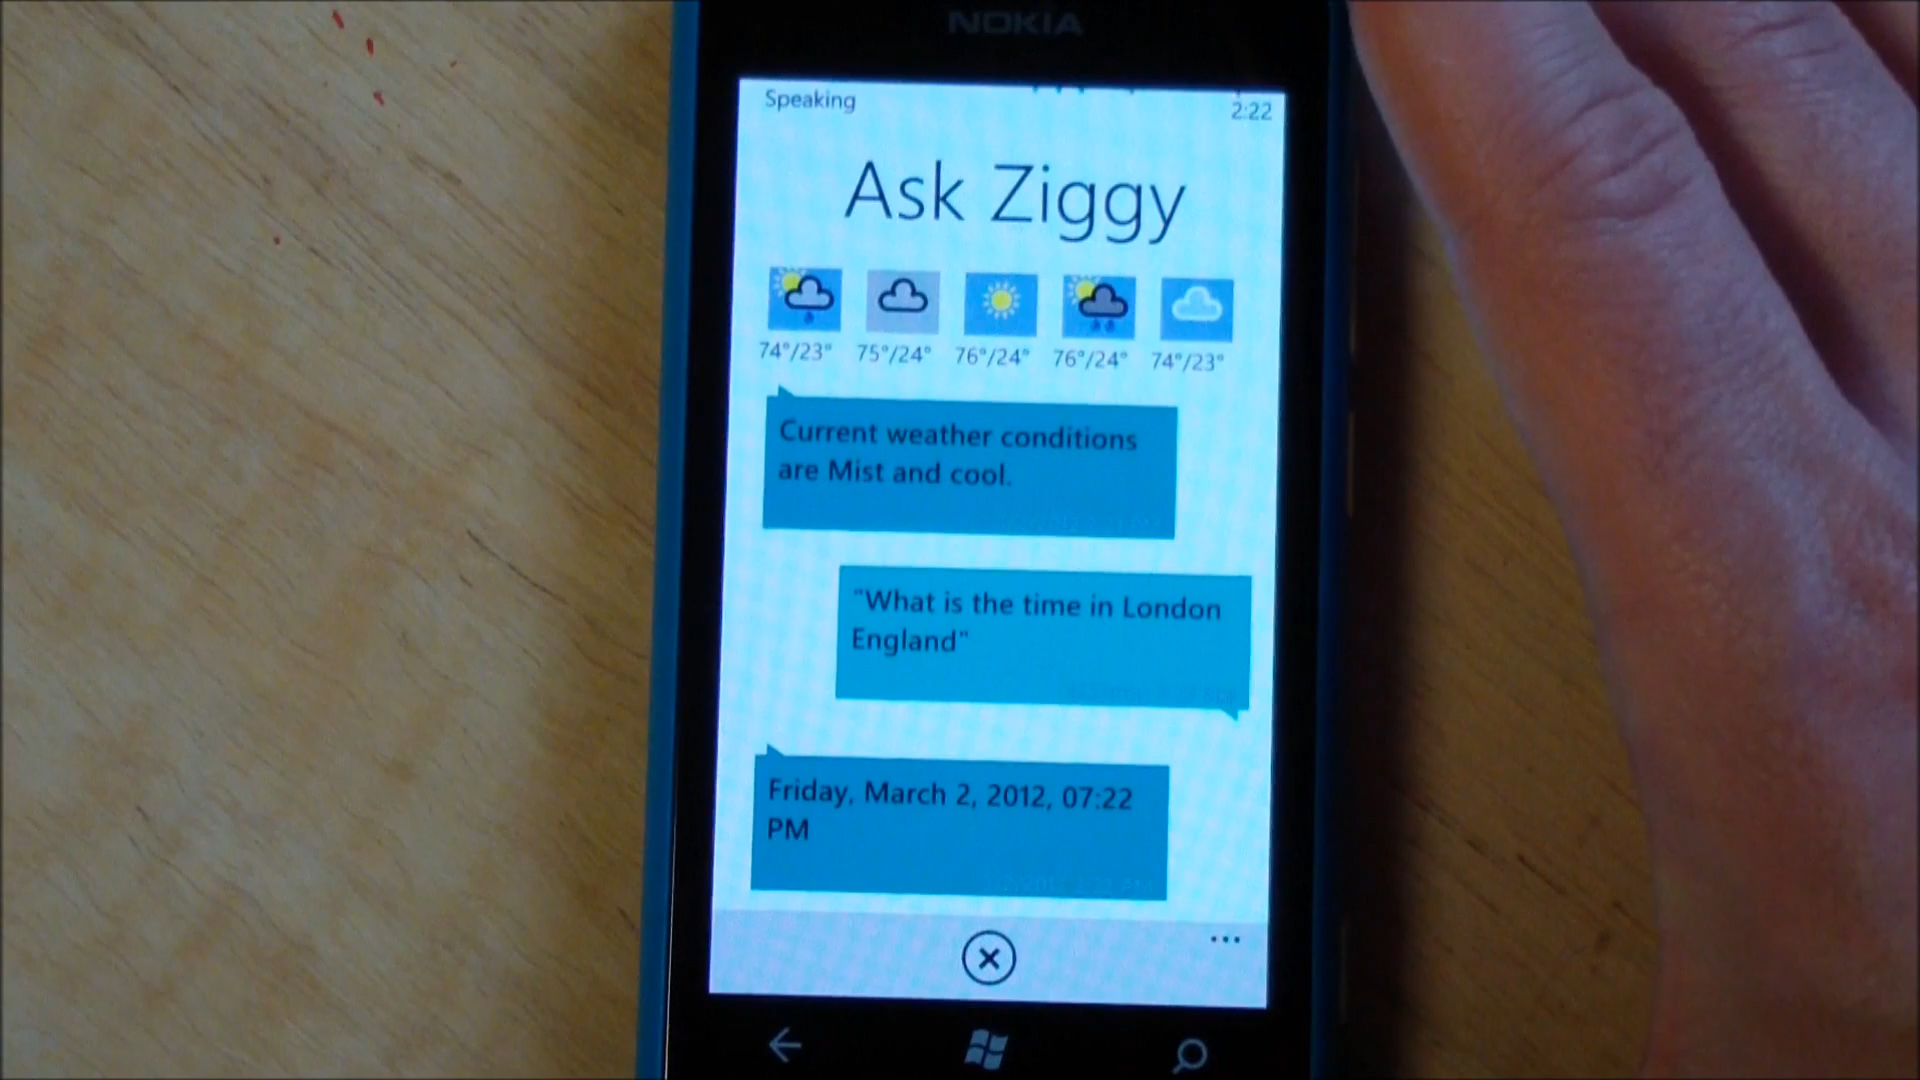 NOKIA
Speaking
2:22
Ask Ziggy
74°/23° 75°/24° 76°/24° 76°/24° 74°/23°
Current weather conditions
are Mist and cool.
"What is the time in London
England"
Friday, March 2, 2012, 07:22
PM